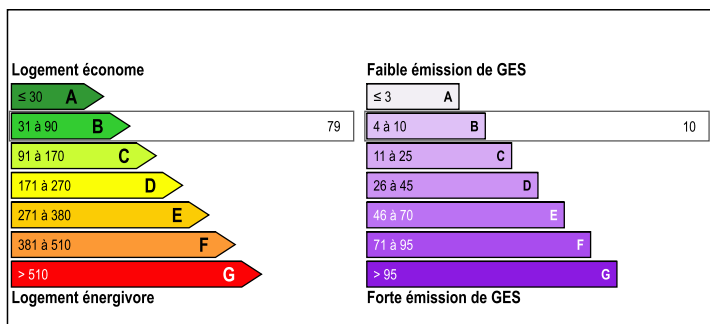 Logement économe
≤ 30 A
31 à 90 B 79
91 à 170 C
171 à 270 D
271 à 380 E
381 à 510 F
> 510 G
Logement énergivore
Faible émission de GES
≤ 3 A
4 à 10 B 10
11 à 25 C
26 à 45 D
46 à 70 E
71 à 95 F
> 95 G
Forte émission de GES